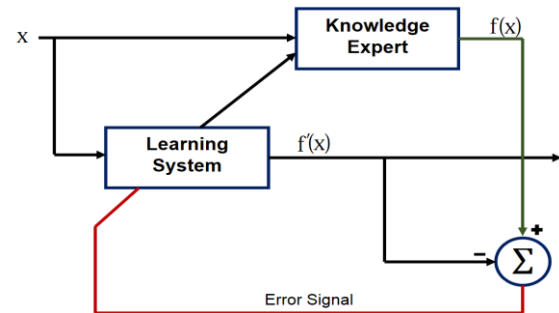 x
Knowledge
Expert
f(x)
Learning
System
f'(x)
+
-
Σ
Error Signal